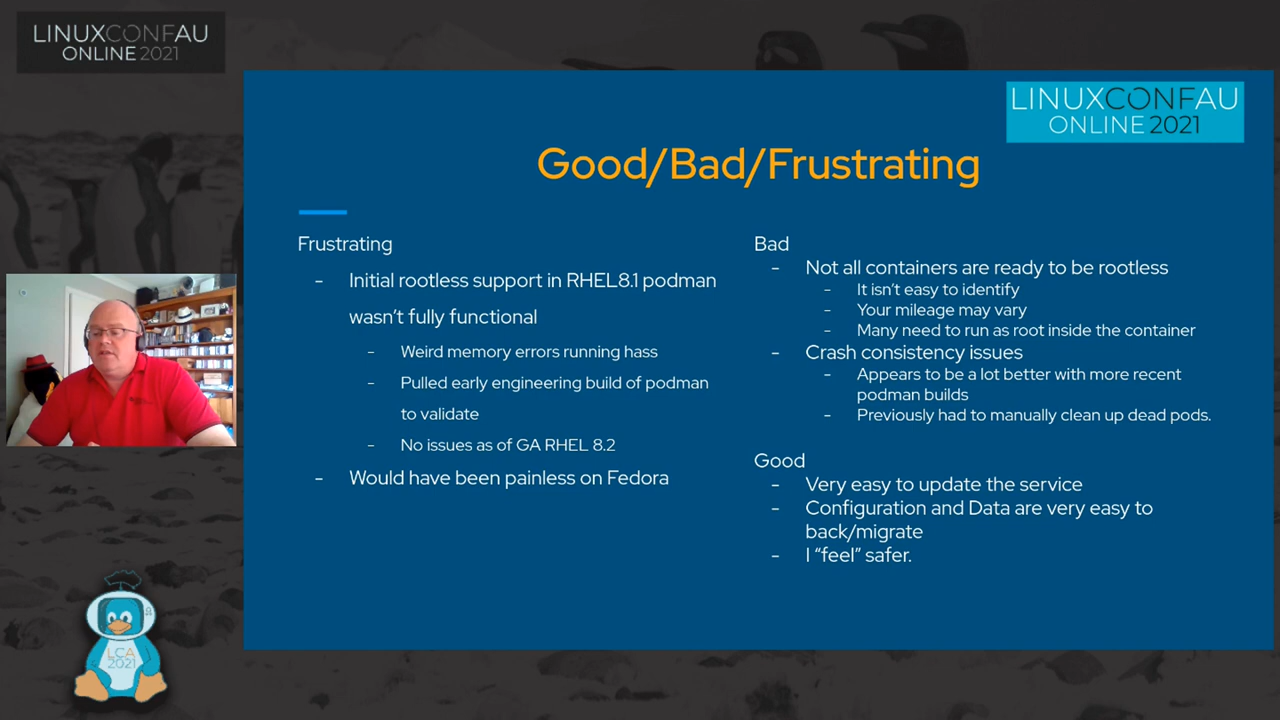 LINUXCONFAU
ONLINE 2021
LINUXCONFAU
ONLINE 2021
Good/Bad/Frustrating
Frustrating
- Initial rootless support in RHEL8.1 podman
wasn’t fully functional
- Weird memory errors running hass
- Pulled early engineering build of podman
to validate
- No issues as of GA RHEL 8.2
- Would have been painless on Fedora
Bad
- Not all containers are ready to be rootless
- It isn’t easy to identify
- Your mileage may vary
- Many need to run as root inside the container
- Crash consistency issues
- Appears to be a lot better with more recent
podman builds
- Previously had to manually clean up dead pods.
Good
- Very easy to update the service
- Configuration and Data are very easy to
back/migrate
- I “feel” safer.
LCA
2021